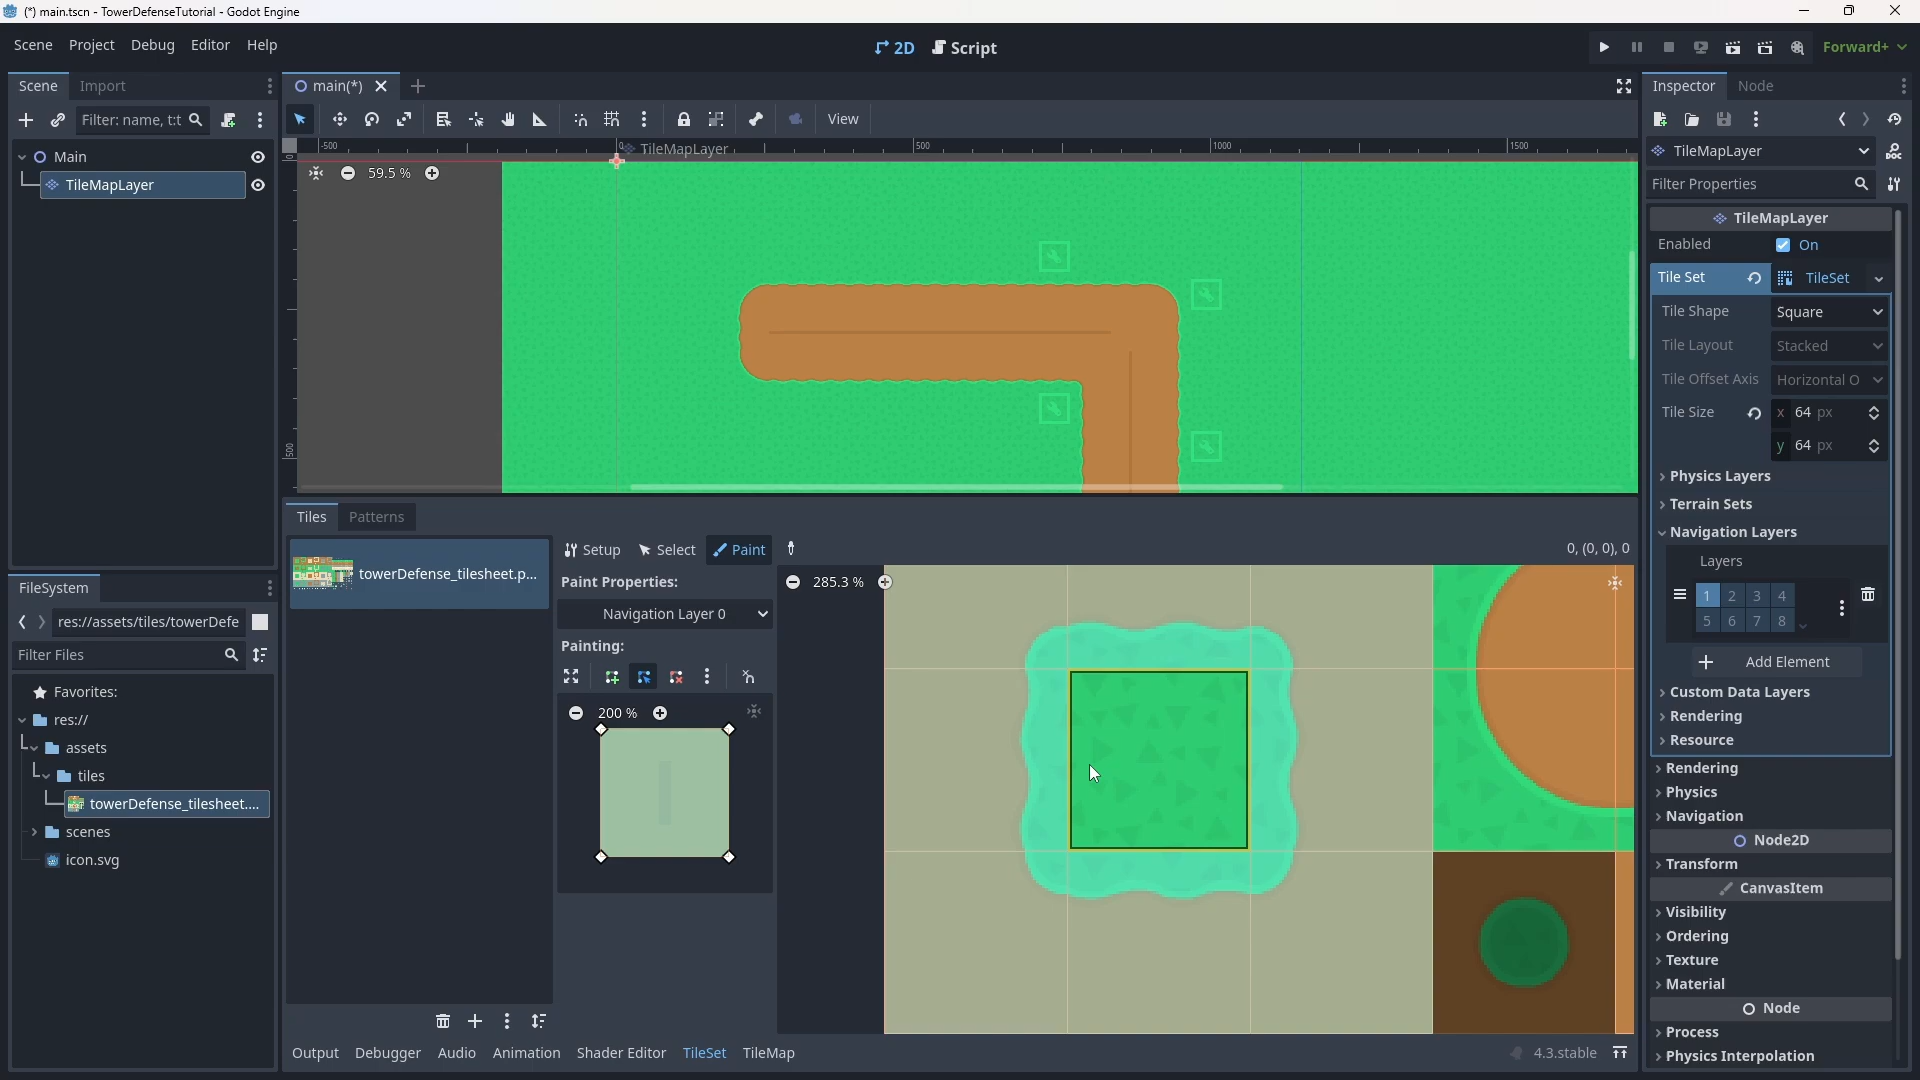 (*) main.tscn - TowerDefenseTutorial - Godot Engine
Scene Project Debug Editor Help
2D Script
Forward+
Scene Import
main(*)
Inspector Node
Filter: name, t:t
View
TileMapLayer
Filter Properties
Main
TileMapLayer
-500 0 500 1000 1500
TileMapLayer
0
500
59.5 %
TileMapLayer
Enabled On
Tile Set TileSet
Tile Shape Square
Tile Layout Stacked
Tile Offset Axis Horizontal O
Tile Size x 64 px
y 64 px
Physics Layers
Terrain Sets
Navigation Layers
Layers
1 2 3 4
5 6 7 8
Add Element
Custom Data Layers
Rendering
Resource
Rendering
Physics
Navigation
Node2D
Transform
CanvasItem
Visibility
Ordering
Texture
Material
Node
Process
Physics Interpolation
Tiles Patterns
towerDefense_tilesheet.p...
Setup Select Paint
0, (0, 0), 0
Paint Properties:
Navigation Layer 0
Painting:
200 %
285.3 %
FileSystem
res://assets/tiles/towerDefe
Filter Files
Favorites:
res://
assets
tiles
towerDefense_tilesheet....
scenes
icon.svg
Output Debugger Audio Animation Shader Editor TileSet TileMap
4.3.stable